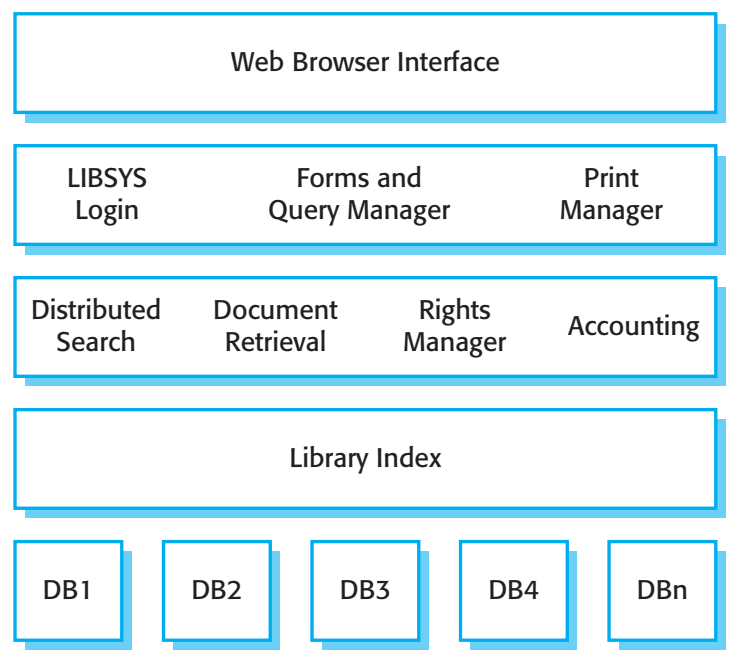 Web Browser Interface
LIBSYS
Login
Forms and
Query Manager
Print
Manager
Distributed
Search
Document
Retrieval
Rights
Manager
Accounting
Library Index
DB1
DB2
DB3
DB4
DBn